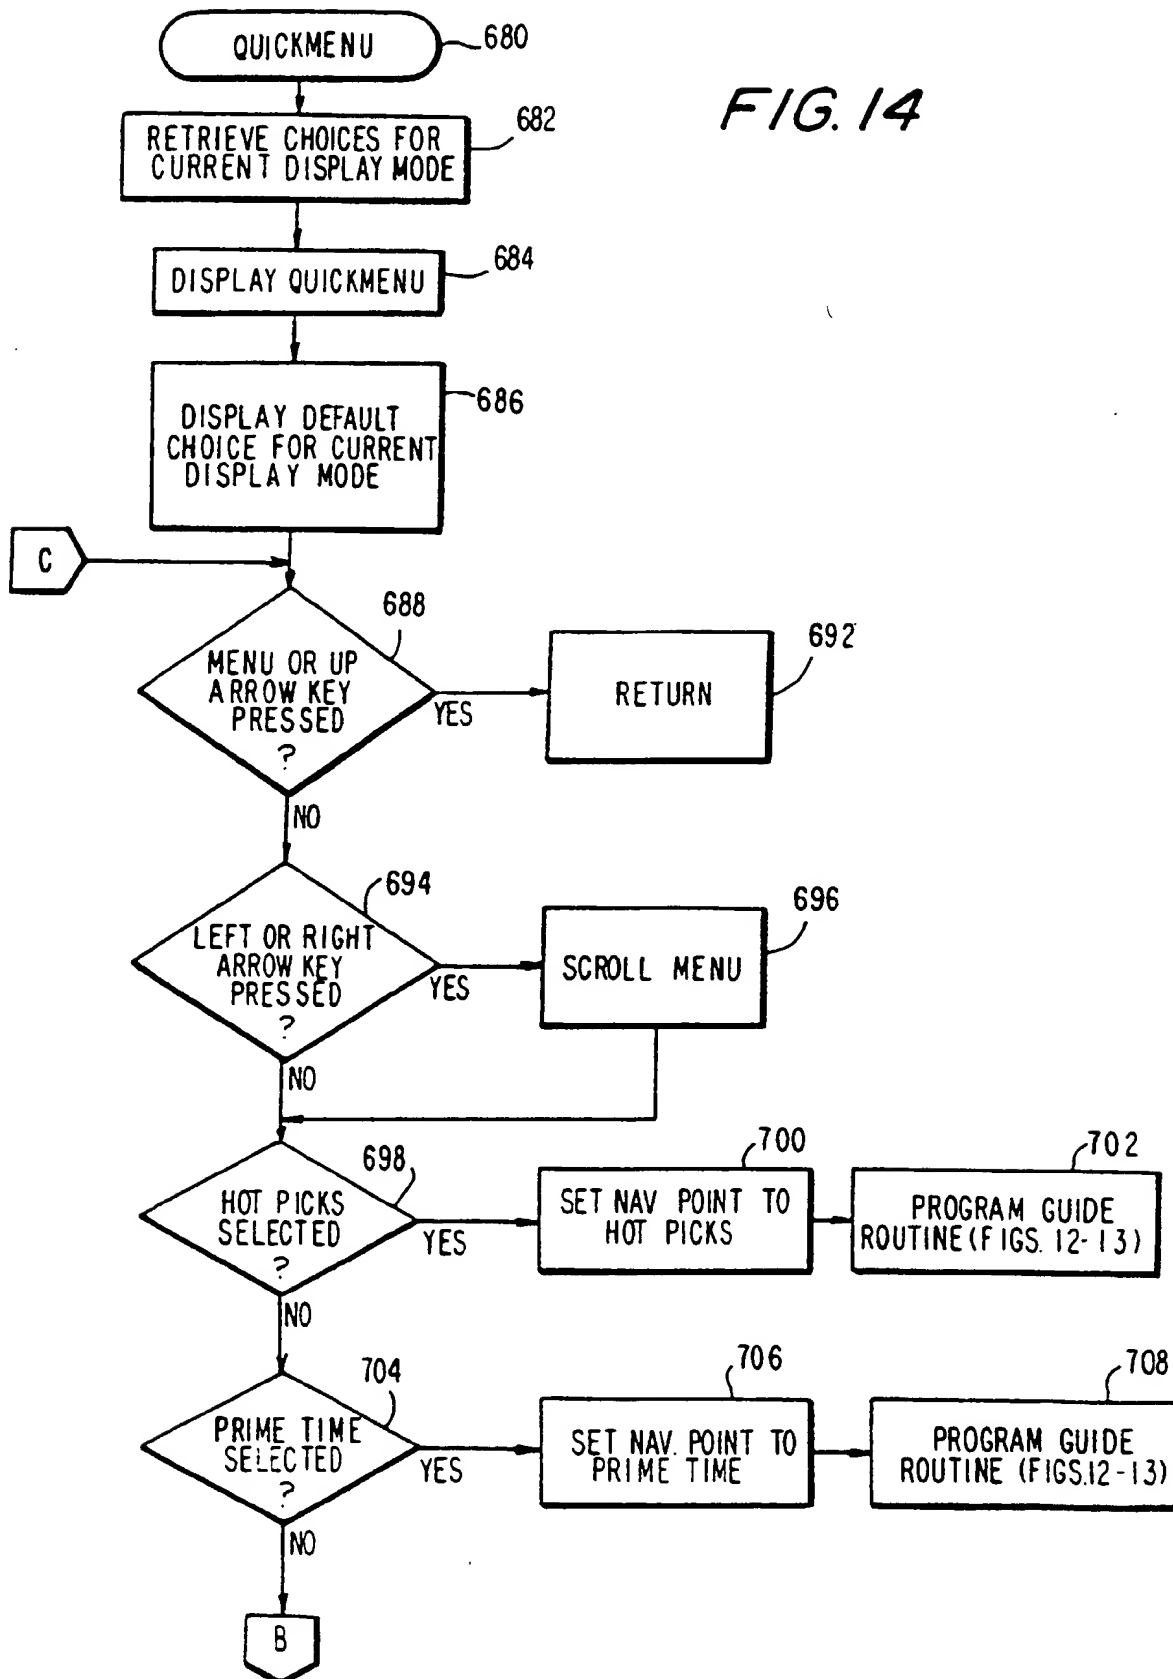 QUICKMENU
680
FIG. 14
RETRIEVE CHOICES FOR
CURRENT DISPLAY MODE
682
DISPLAY QUICKMENU
684
DISPLAY DEFAULT
CHOICE FOR CURRENT
DISPLAY MODE
686
C
MENU OR UP
ARROW KEY
PRESSED
?
688
YES
RETURN
692
NO
LEFT OR RIGHT
ARROW KEY
PRESSED
?
694
YES
SCROLL MENU
696
NO
HOT PICKS
SELECTED
?
698
YES
SET NAV POINT TO
HOT PICKS
700
PROGRAM GUIDE
ROUTINE (FIGS. 12-13)
702
NO
PRIME TIME
SELECTED
?
704
YES
SET NAV. POINT TO
PRIME TIME
706
PROGRAM GUIDE
ROUTINE (FIGS.12-13)
708
NO
B